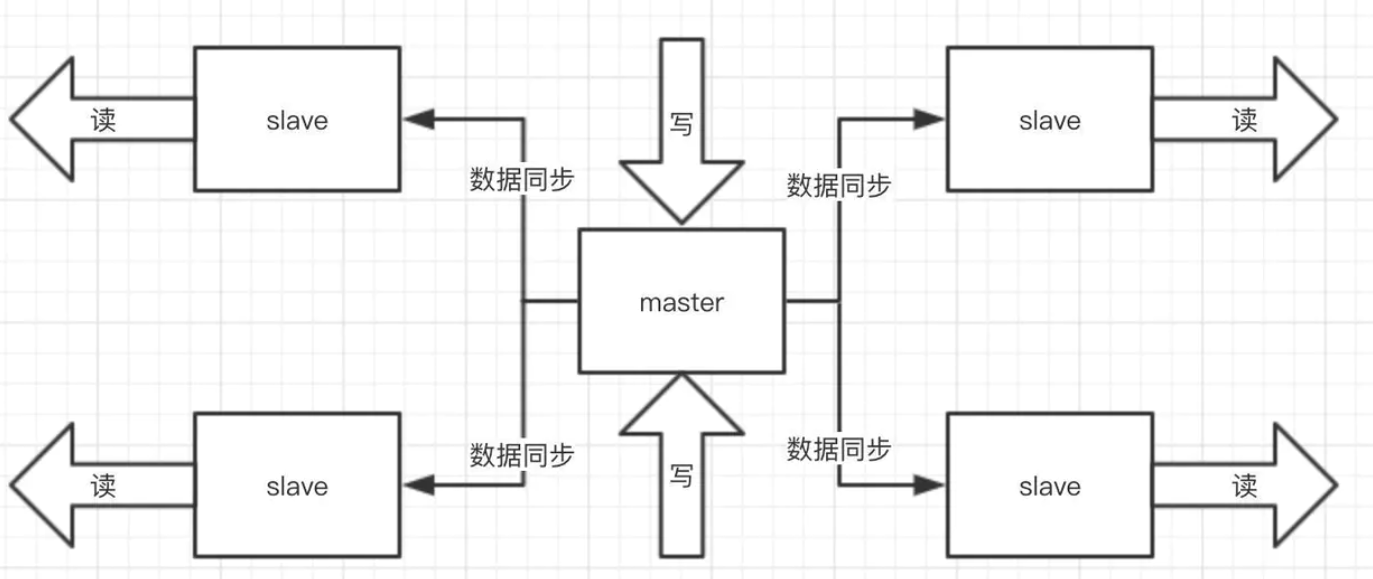 读
slave
写
slave
读
数据同步
数据同步
master
数据同步
数据同步
读
slave
写
slave
读